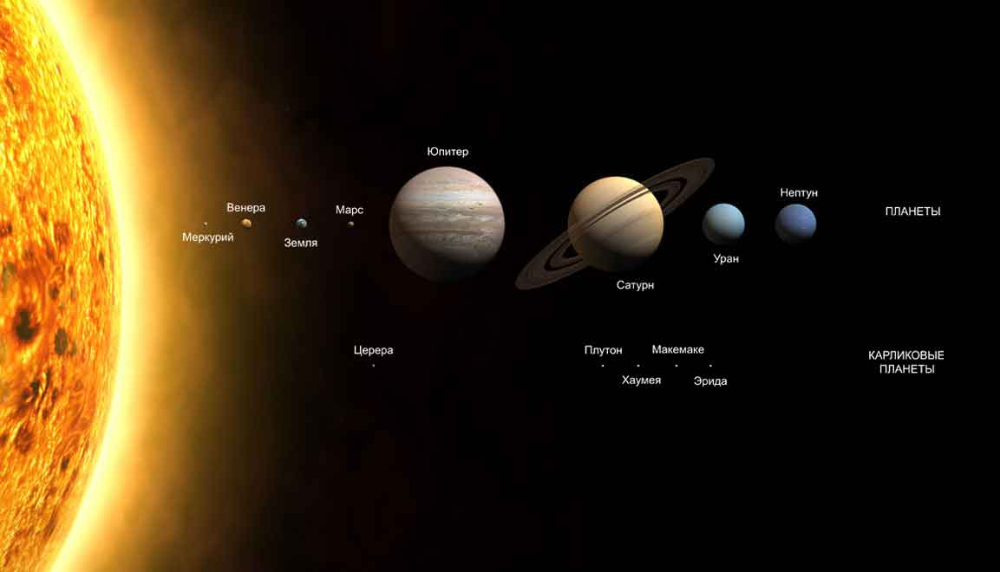 Юпитер
Нептун
Венера
Марс
ПЛАНЕТЫ
Меркурий
Земля
Уран
Сатурн
Церера
Плутон
Макемаке
КАРЛИКОВЫЕ
ПЛАНЕТЫ
Хаумея
Эрида